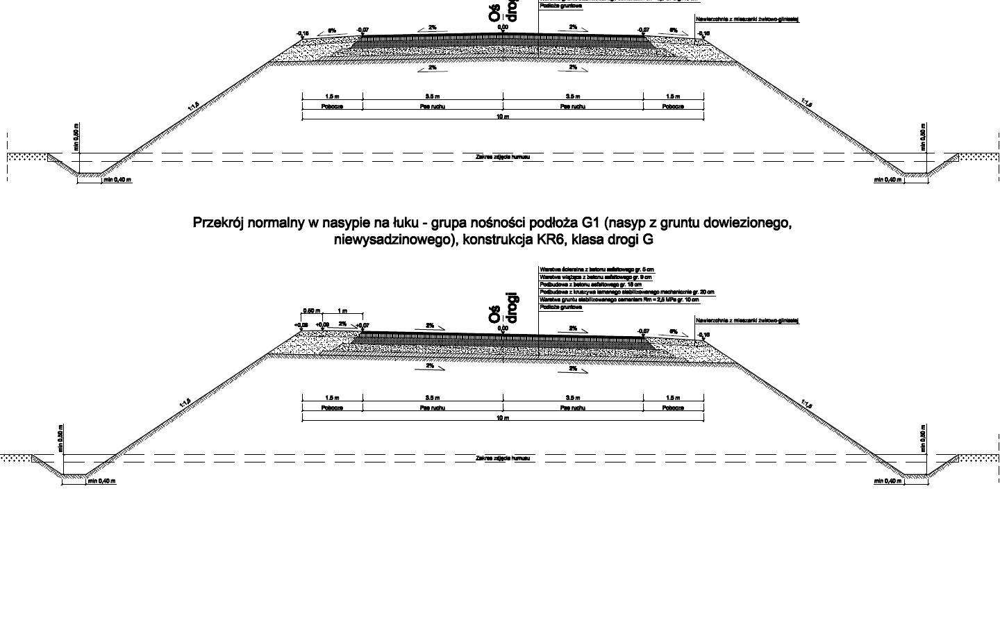 Oś
drogi
Podłoże gruntowe
Nawierzchnia z mieszanki żwirowo-gliniastej
-0,16
6%
-0,07
2%
0,00
2%
-0,07
6%
-0,16
2%
2%
1:1,5
1:1,5
1.5 m
3.5 m
3.5 m
1.5 m
Pobocze
Pas ruchu
Pas ruchu
Pobocze
10 m
min 0,50 m
min 0,50 m
Zakres zdjęcia humusu
min 0,40 m
min 0,40 m
Przekrój normalny w nasypie na łuku - grupa nośności podłoża G1 (nasyp z gruntu dowiezionego,
niewysadzinowego), konstrukcja KR6, klasa drogi G
Warstwa ścieralna z betonu asfaltowego gr. 5 cm
Warstwa wiążąca z betonu asfaltowego gr. 9 cm
Podbudowa z betonu asfaltowego gr. 18 cm
Podbudowa z kruszywa łamanego stabilizowanego mechanicznie gr. 20 cm
Warstwa gruntu stabilizowanego cementem Rm = 2,5 MPa gr. 10 cm
Podłoże gruntowe
Oś
drogi
Nawierzchnia z mieszanki żwirowo-gliniastej
0.50 m
1 m
+0,09
2%
+0,07
2%
0,00
2%
-0,07
6%
-0,16
2%
2%
1:1,5
1:1,5
1.5 m
3.5 m
3.5 m
1.5 m
Pobocze
Pas ruchu
Pas ruchu
Pobocze
10 m
min 0,50 m
min 0,50 m
Zakres zdjęcia humusu
min 0,40 m
min 0,40 m